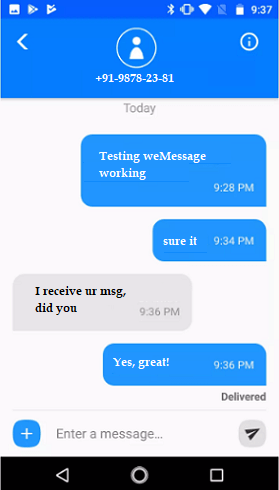 9:37
+91-9878-23-81
Today
Testing weMessage
working
9:28 PM
sure it
9:34 PM
I receive ur msg,
did you
9:36 PM
Yes, great!
9:36 PM
Delivered
Enter a message...